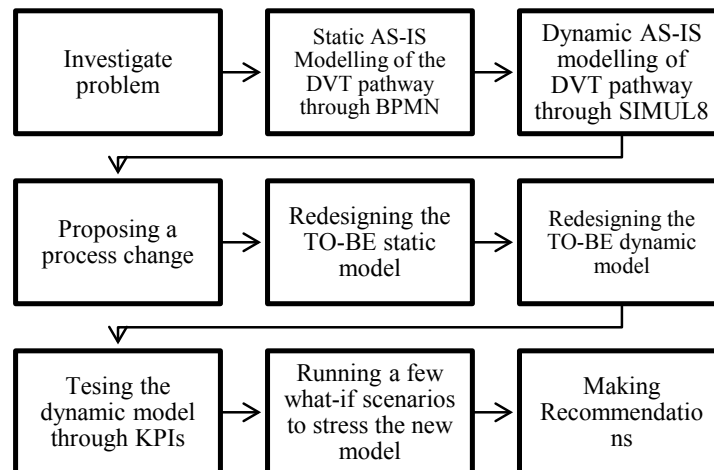 Investigate
problem
Static AS-IS
Modelling of the
DVT pathway
through BPMN
Dynamic AS-IS
modelling of
DVT pathway
through SIMUL8
Proposing a
process change
Redesigning the
TO-BE static
model
Redesigning the
TO-BE dynamic
model
Tesing the
dynamic model
through KPIs
Running a few
what-if scenarios
to stress the new
model
Making
Recommendatio
ns